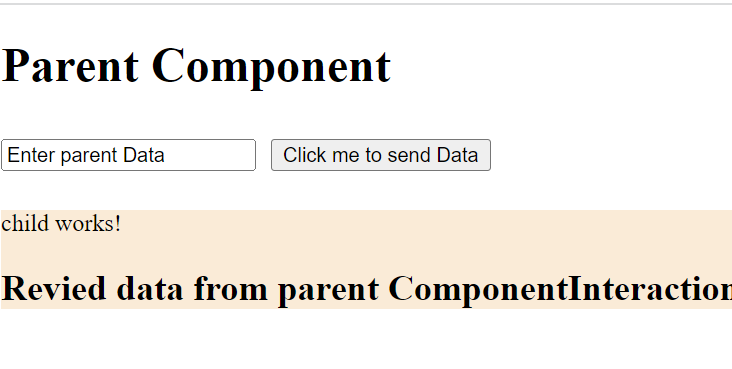 Parent Component
Enter parent Data Click me to send Data
child works!
Revied data from parent ComponentInteraction